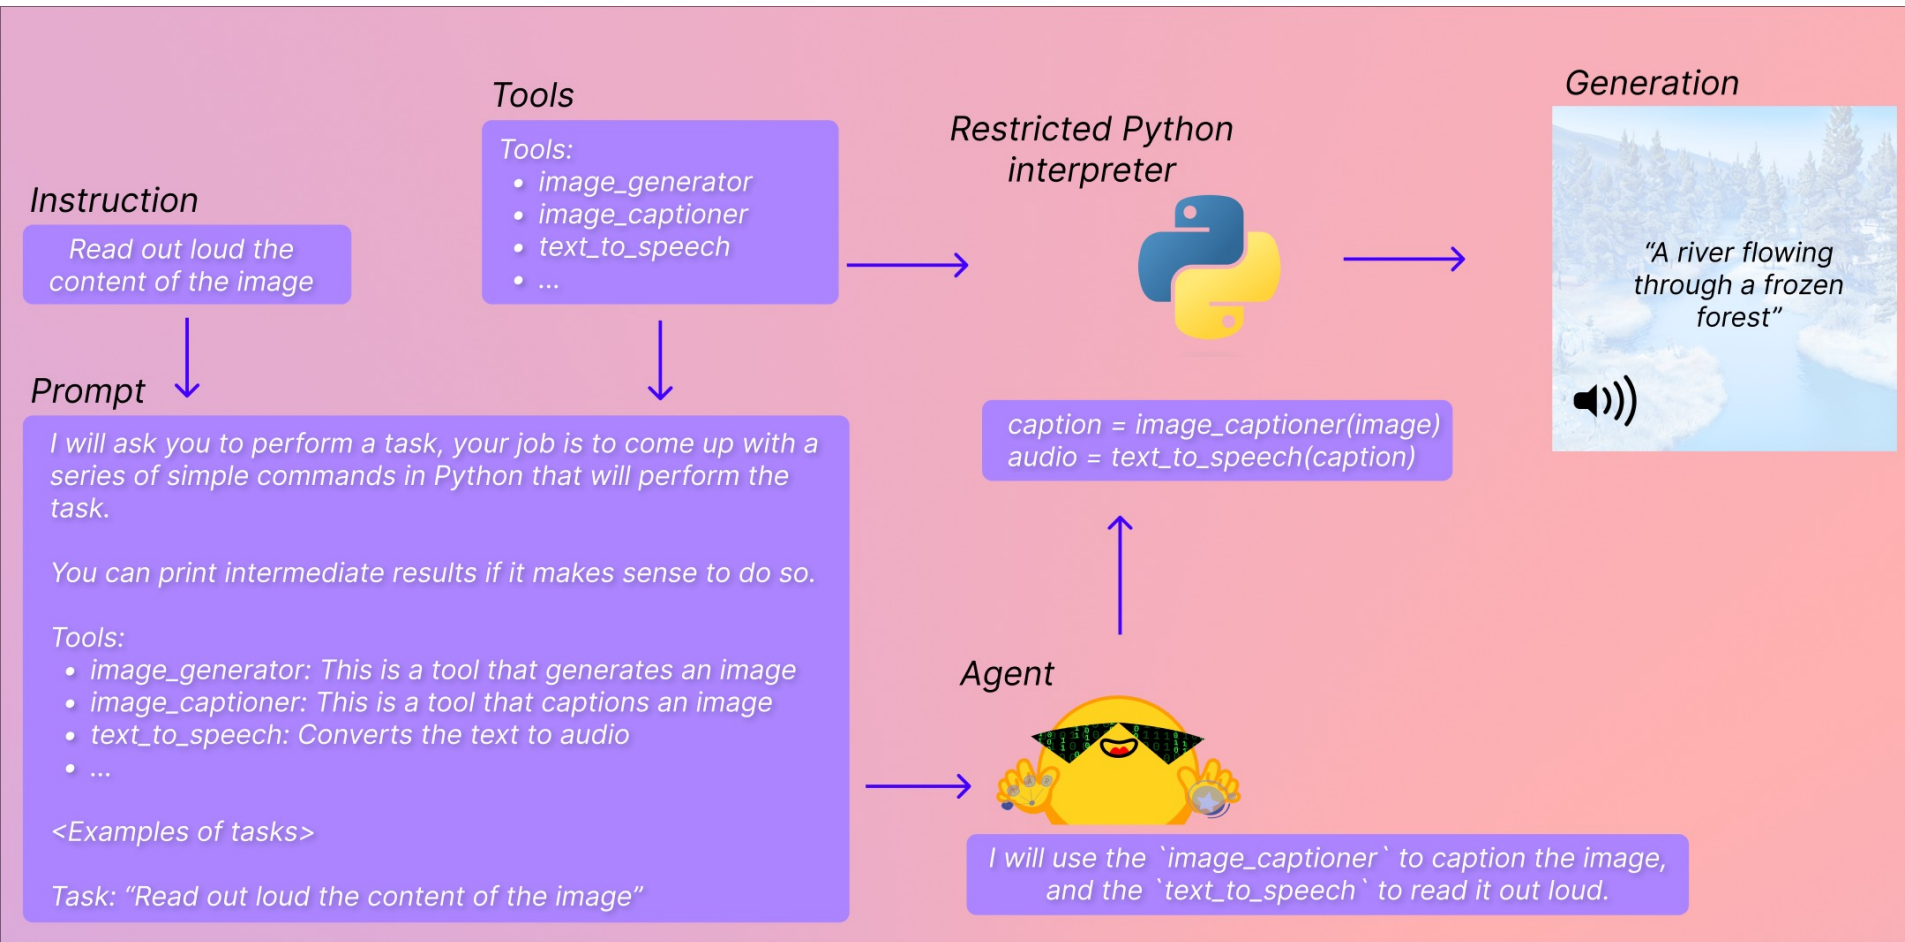 Instruction
Read out loud the
content of the image
Tools
Tools:
• image_generator
• image_captioner
• text_to_speech
• ...
Prompt
I will ask you to perform a task, your job is to come up with a
series of simple commands in Python that will perform the
task.
You can print intermediate results if it makes sense to do so.
Tools:
• image_generator: This is a tool that generates an image
• image_captioner: This is a tool that captions an image
• text_to_speech: Converts the text to audio
• ...
<Examples of tasks>
Task: “Read out loud the content of the image”
Agent
I will use the `image_captioner` to caption the image,
and the `text_to_speech` to read it out loud.
caption = image_captioner(image)
audio = text_to_speech(caption)
Restricted Python
interpreter
Generation
“A river flowing
through a frozen
forest”